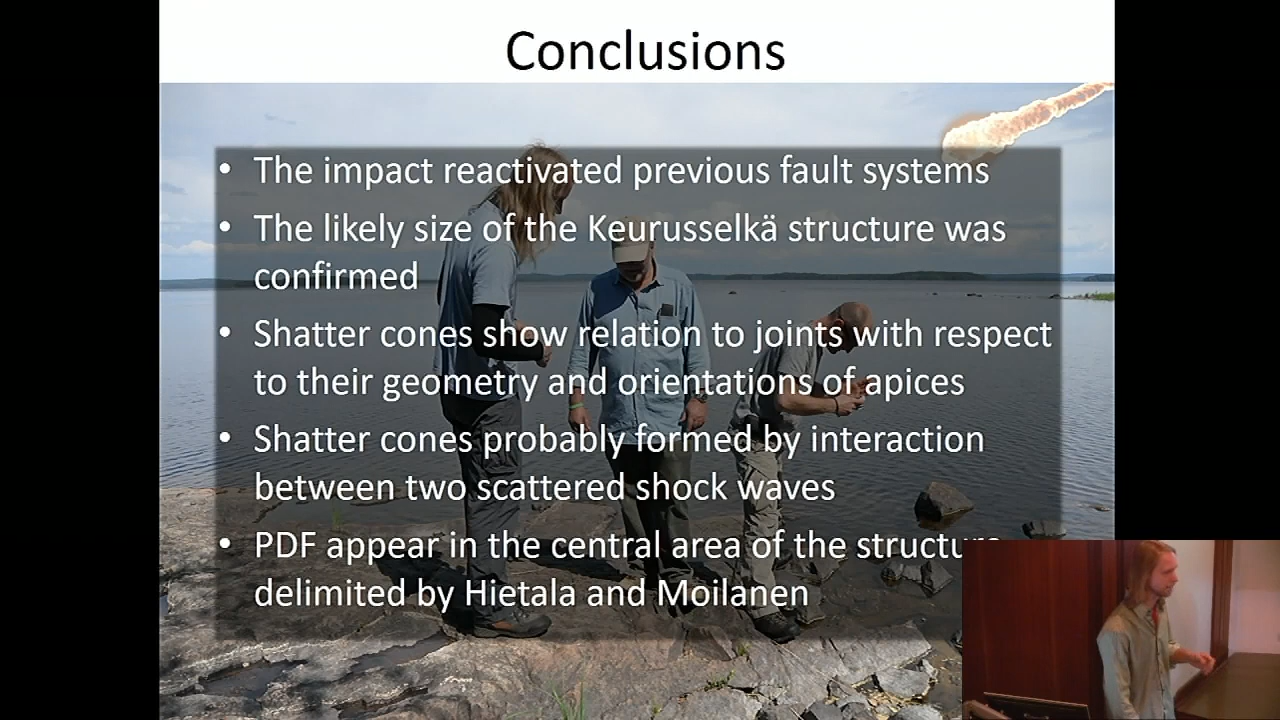 Conclusions
• The impact reactivated previous fault systems
• The likely size of the Keurusselkä structure was
confirmed
• Shatter cones show relation to joints with respect
to their geometry and orientations of apices
• Shatter cones probably formed by interaction
between two scattered shock waves
• PDF appear in the central area of the structure
delimited by Hietala and Moilanen